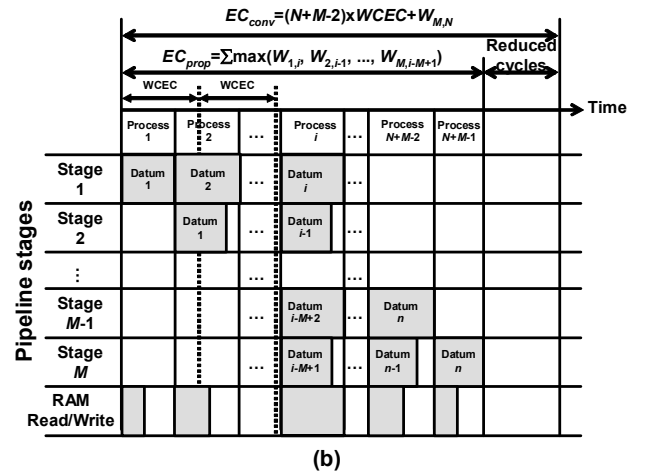 EC_conv=(N+M-2)xWCEC+W_M,N
EC_prop=∑max(W_1,i, W_2,i-1, ..., W_M,i-M+1)
Reduced cycles
WCEC WCEC
Time
Process 1 Process 2 ... Process i ... Process N+M-2 Process N+M-1
Pipeline stages
Stage 1 Datum 1 Datum 2 ... Datum i ...
Stage 2 Datum 1 ... Datum i-1 ...
⋮ ... ...
Stage M-1 ... Datum i-M+2 ... Datum n
Stage M ... Datum i-M+1 ... Datum n-1 Datum n
RAM Read/Write ... ...
(b)